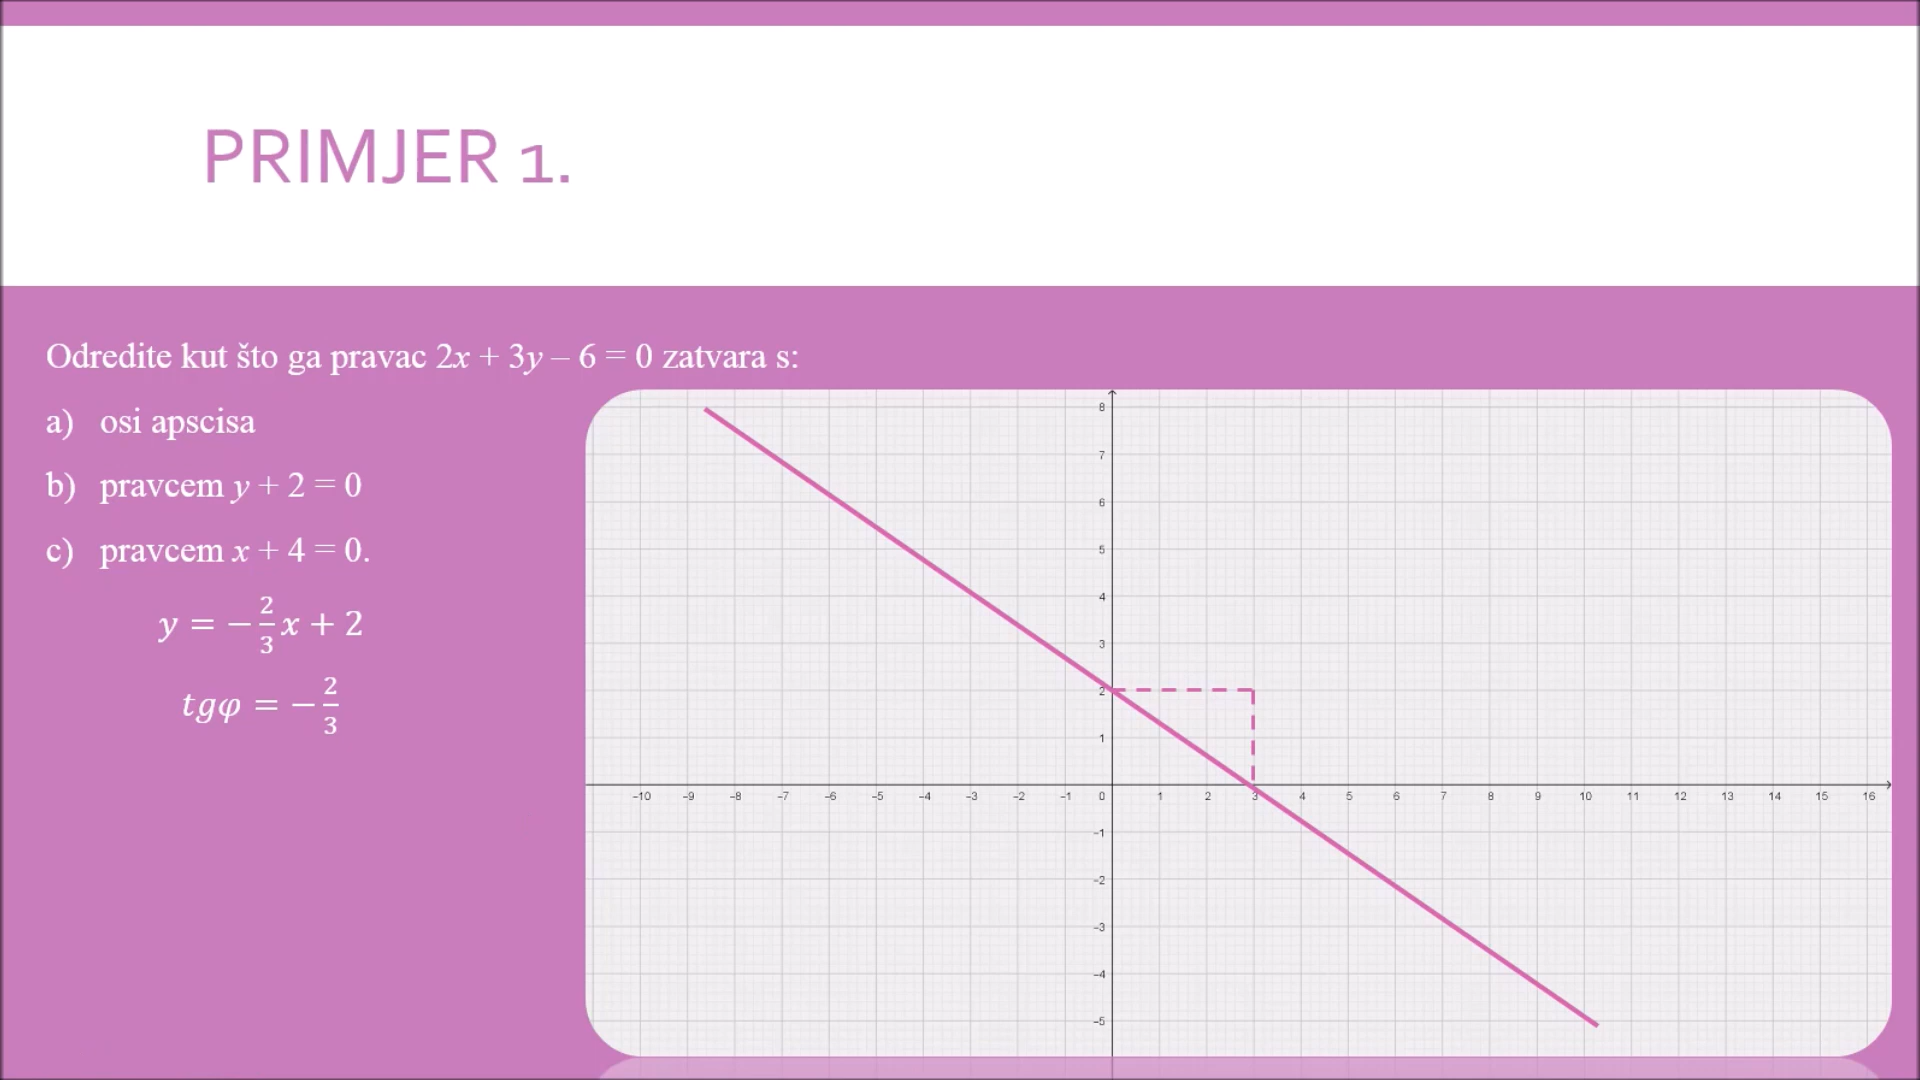 PRIMJER 1.
Odredite kut što ga pravac 2x + 3y – 6 = 0 zatvara s:
a) osi apscisa
b) pravcem y + 2 = 0
c) pravcem x + 4 = 0.
y = −2/3 x + 2
tgφ = −2/3
8
7
6
5
4
3
2
1
−10 −9 −8 −7 −6 −5 −4 −3 −2 −1 0 1 2 3 4 5 6 7 8 9 10 11 12 13 14 15 16
−1
−2
−3
−4
−5